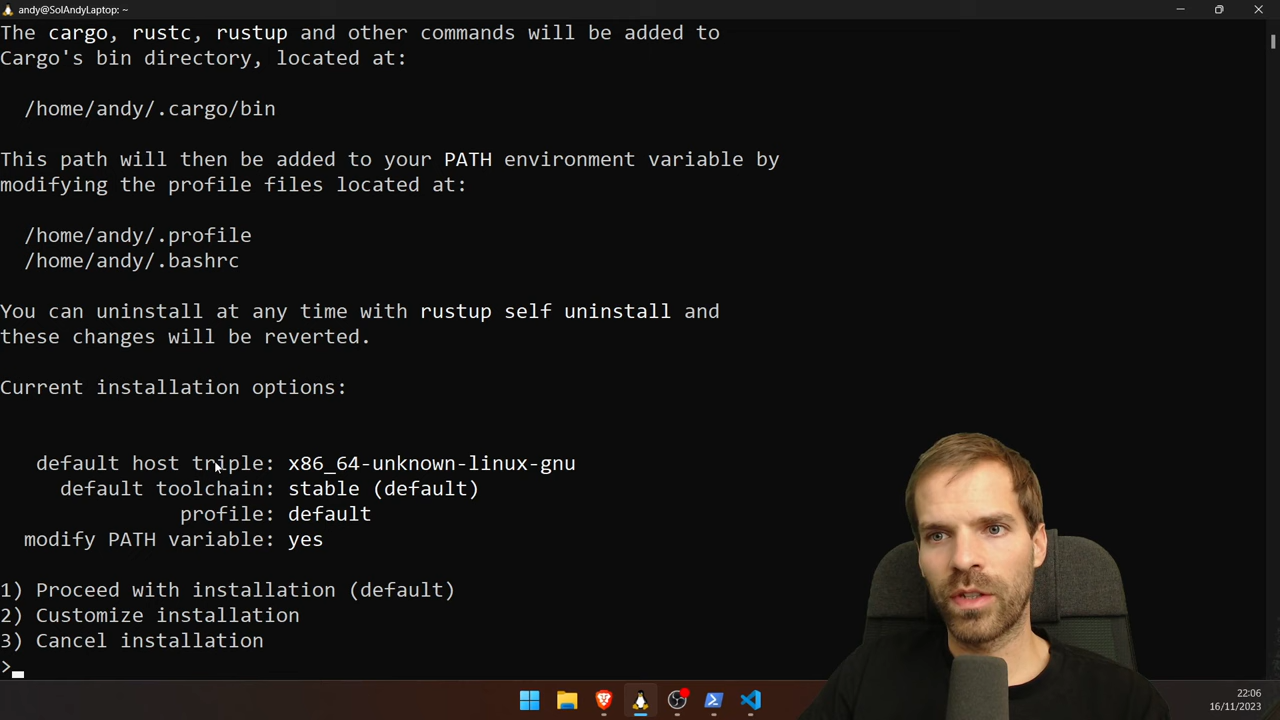 andy@SolAndyLaptop: ~
The cargo, rustc, rustup and other commands will be added to
Cargo's bin directory, located at:
/home/andy/.cargo/bin
This path will then be added to your PATH environment variable by
modifying the profile files located at:
/home/andy/.profile
/home/andy/.bashrc
You can uninstall at any time with rustup self uninstall and
these changes will be reverted.
Current installation options:
default host triple: x86_64-unknown-linux-gnu
default toolchain: stable (default)
profile: default
modify PATH variable: yes
1) Proceed with installation (default)
2) Customize installation
3) Cancel installation
>
22:06
16/11/2023